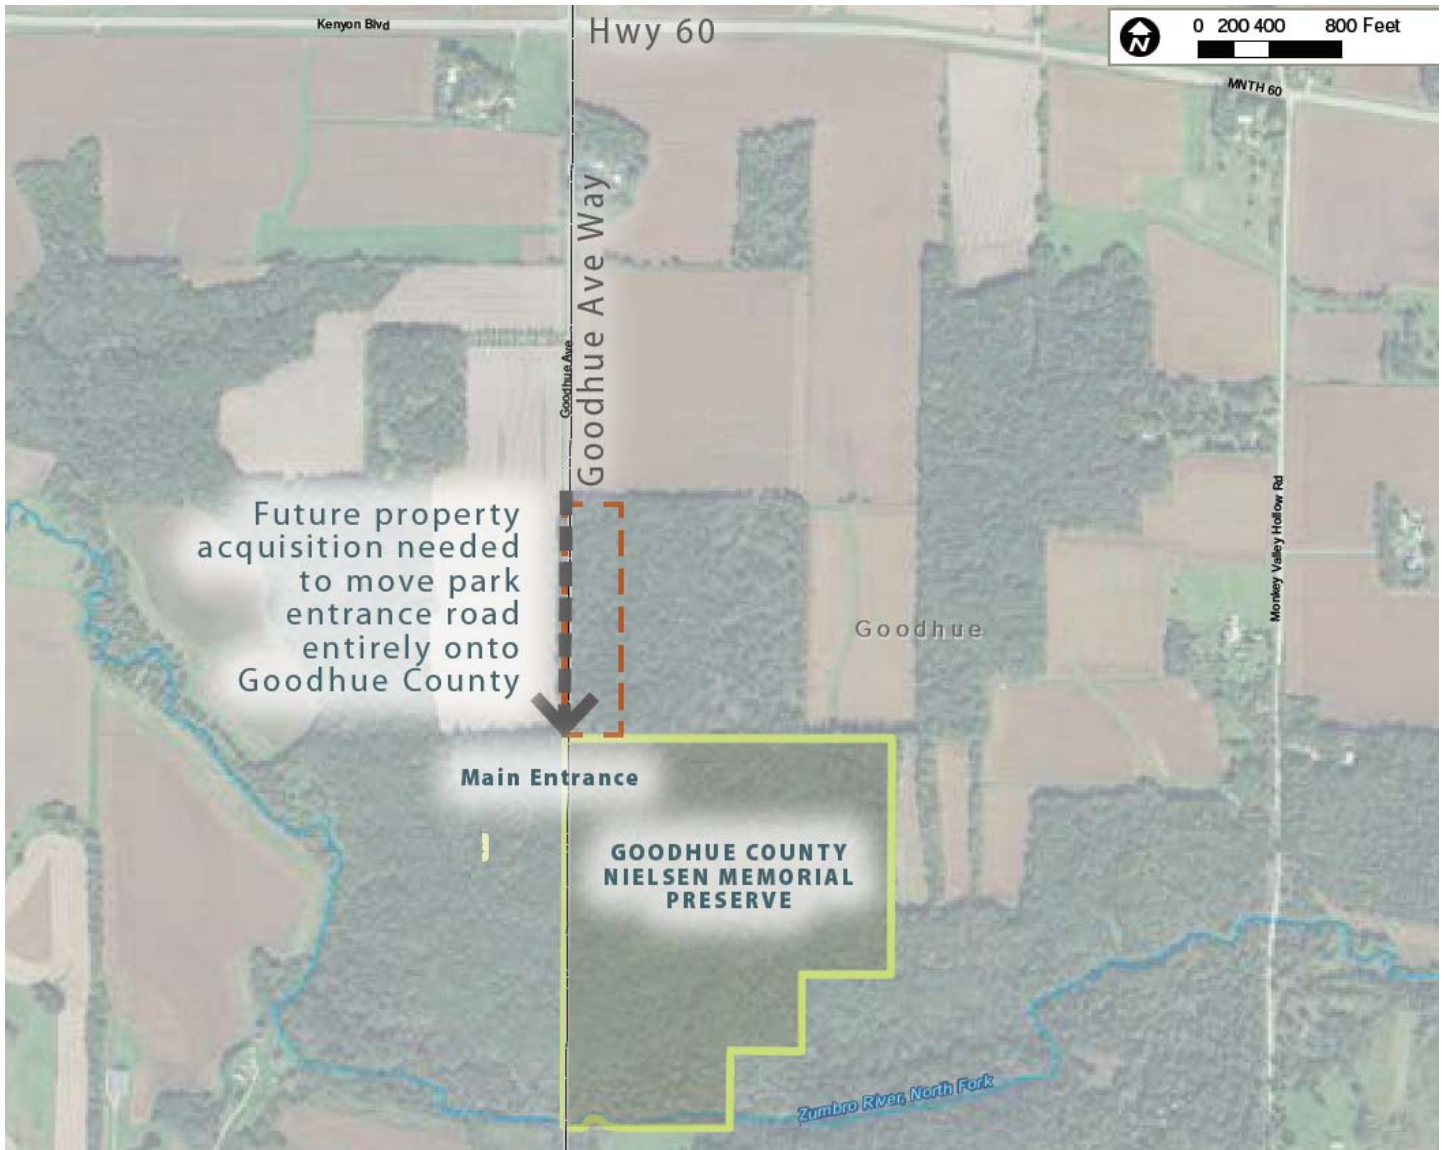 Kenyon Blvd
Hwy 60
N
0 200 400 800 Feet
MNTH 60
Goodhue Ave Way
Goodhue Ave
Future property
acquisition needed
to move park
entrance road
entirely onto
Goodhue County
Goodhue
Monkey Valley Hollow Rd
Main Entrance
GOODHUE COUNTY
NIELSEN MEMORIAL
PRESERVE
Zumbro River, North Fork